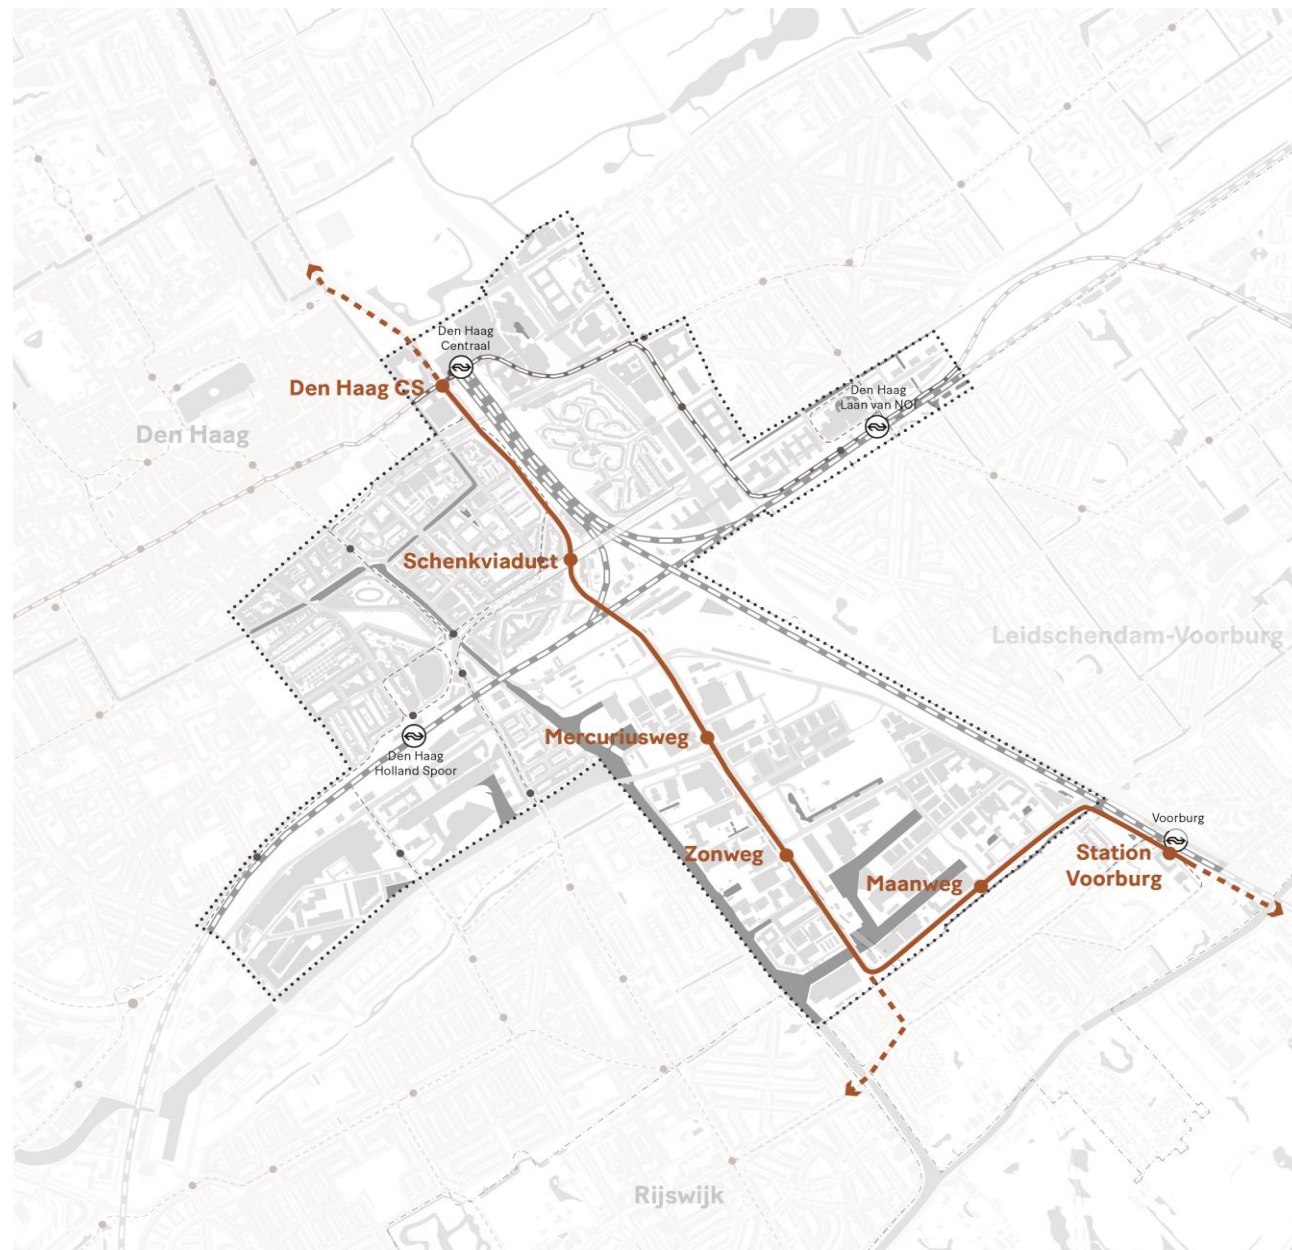 Den Haag
Centraal
Den Haag CS
Den Haag
Laan van NOI
Den Haag
Schenkviaduct
Leidschendam-Voorburg
Mercuriusweg
Den Haag
Holland Spoor
Voorburg
Zonweg
Station
Voorburg
Maanweg
Rijswijk